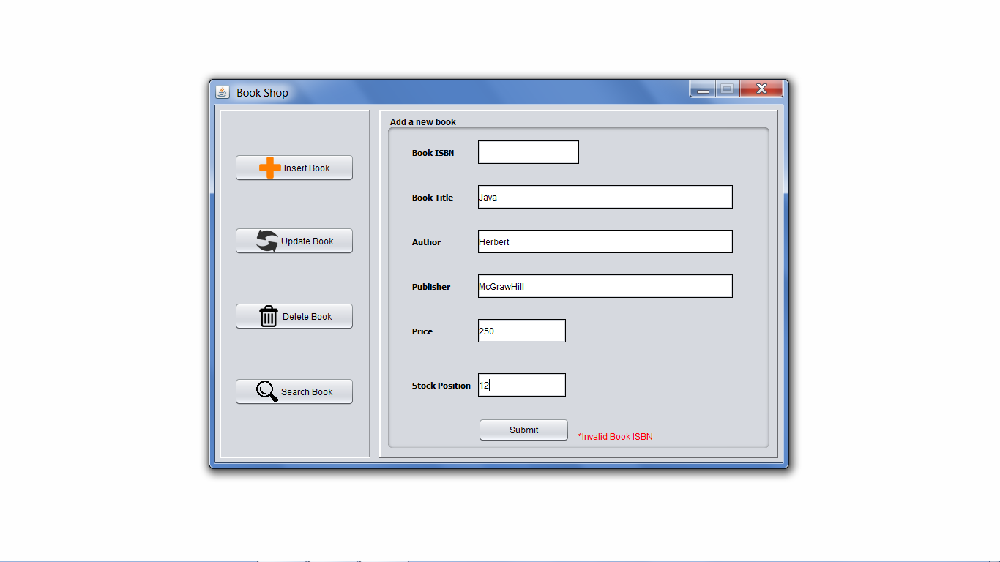 Book Shop
Insert Book
Update Book
Delete Book
Search Book
Add a new book
Book ISBN
Book Title Java
Author Herbert
Publisher McGrawHill
Price 250
Stock Position 12
Submit *Invalid Book ISBN